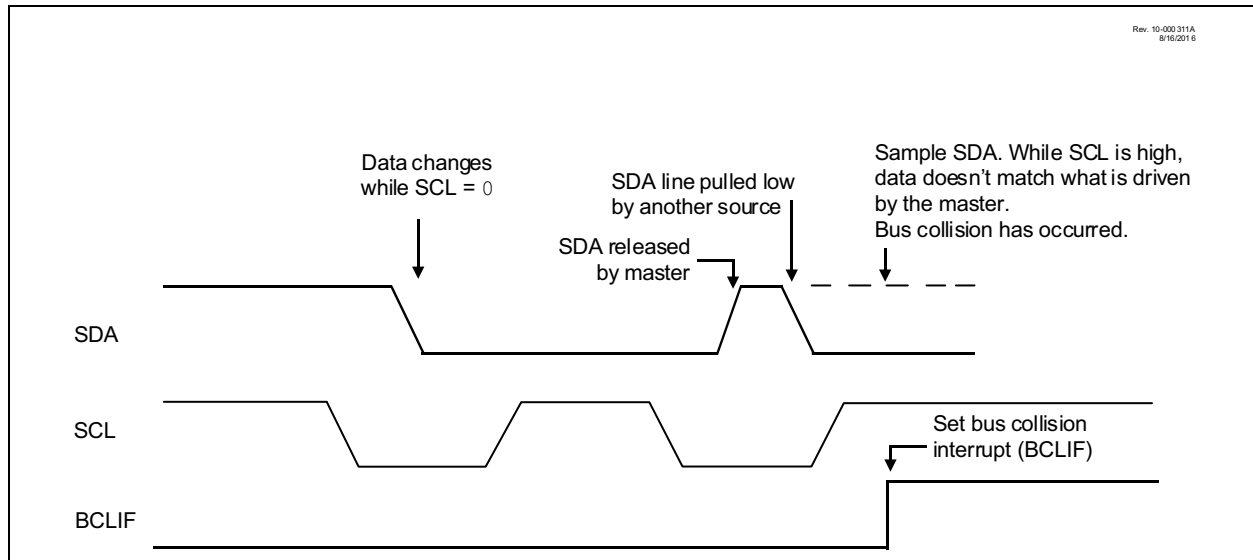 Rev. 10-000 311A
8/16/201 6
Data changes
while SCL = 0
SDA line pulled low
by another source
SDA released
by master
Sample SDA. While SCL is high,
data doesn't match what is driven
by the master.
Bus collision has occurred.
SDA
SCL
Set bus collision
interrupt (BCLIF)
BCLIF